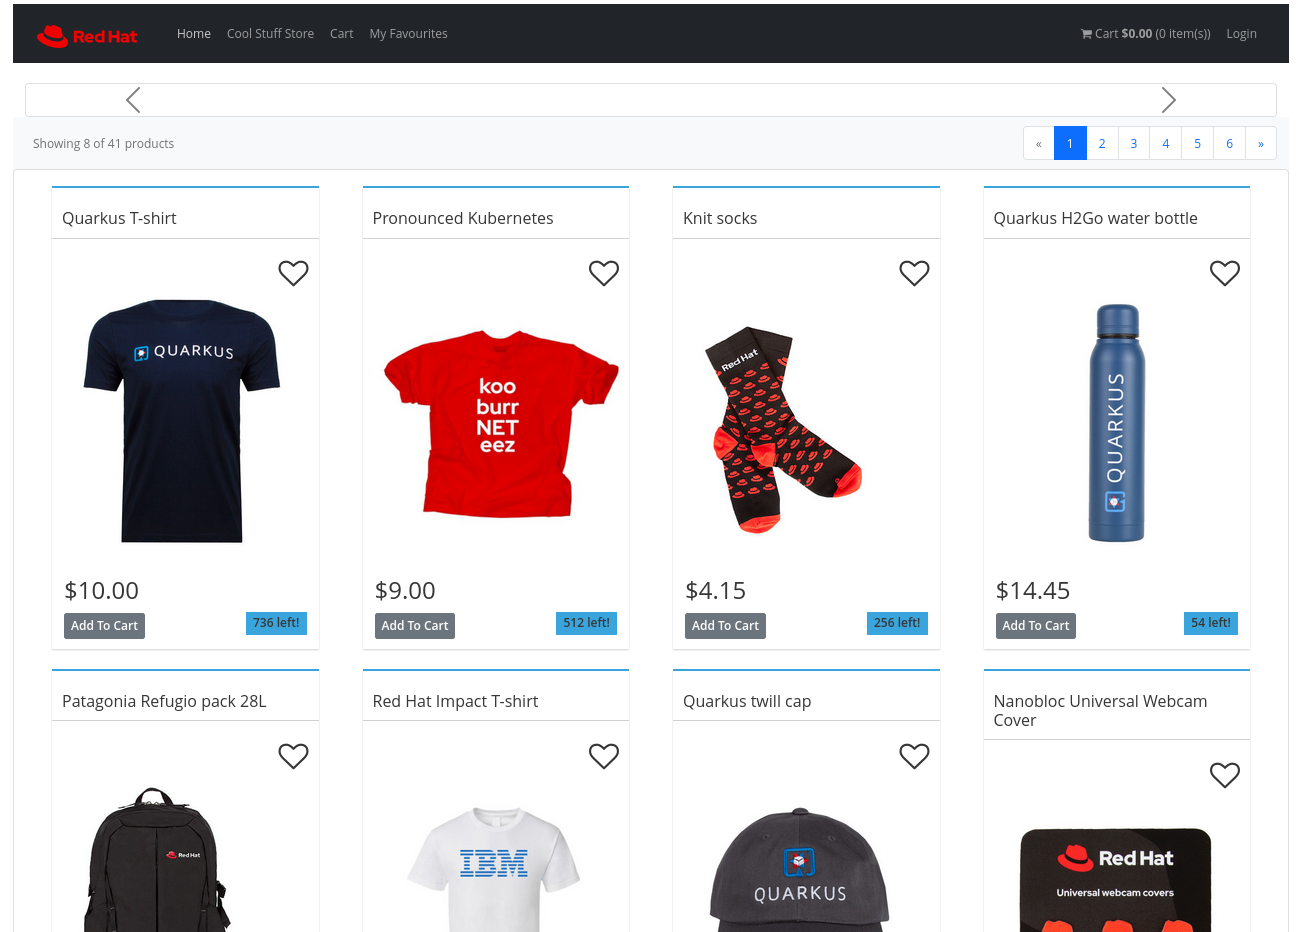 Red Hat Home Cool Stuff Store Cart My Favourites Cart $0.00 (0 item(s)) Login
Showing 8 of 41 products « 1 2 3 4 5 6 »
Quarkus T-shirt
Pronounced Kubernetes
Knit socks
Quarkus H2Go water bottle
QUARKUS
koo
burr
NET
eez
Red Hat
QUARKUS
$10.00
$9.00
$4.15
$14.45
Add To Cart 736 left!
Add To Cart 512 left!
Add To Cart 256 left!
Add To Cart 54 left!
Patagonia Refugio pack 28L
Red Hat Impact T-shirt
Quarkus twill cap
Nanobloc Universal Webcam
Cover
Red Hat
IBM
QUARKUS
Red Hat
Universal webcam covers